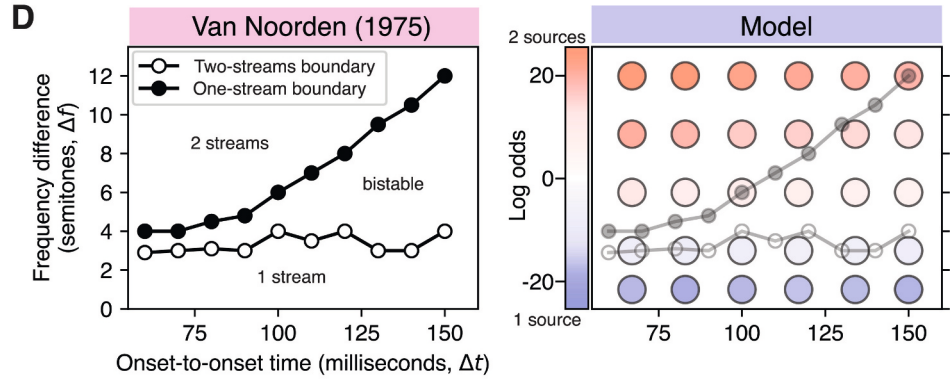 D
Van Noorden (1975)
Two-streams boundary
One-stream boundary
2 streams
bistable
1 stream
Frequency difference
(semitones, Δf)
12
10
8
6
4
2
0
75
100
125
150
Onset-to-onset time (milliseconds, Δt)
Model
2 sources
20
0
-20
Log odds
1 source
75
100
125
150